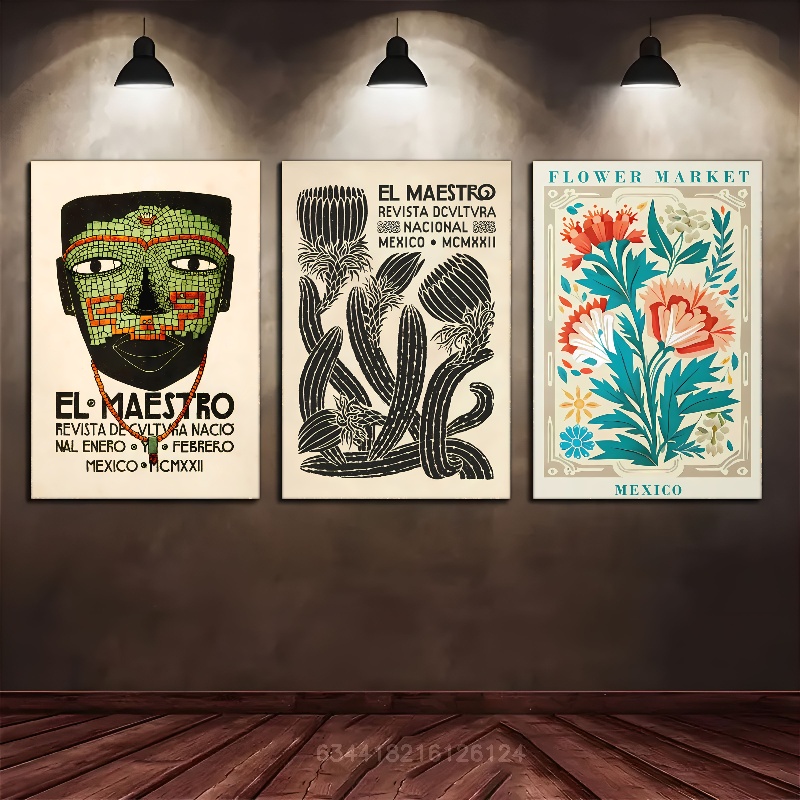 EL•MAESTRO
REVISTA DE CVLTVRA NACIO
NAL ENERO • Y • FEBRERO
MEXICO • MCMXXII
EL MAESTRO
REVISTA DCVLTVRA
NACIONAL
MEXICO • MCMXXII
FLOWER MARKET
MEXICO
634418216126124